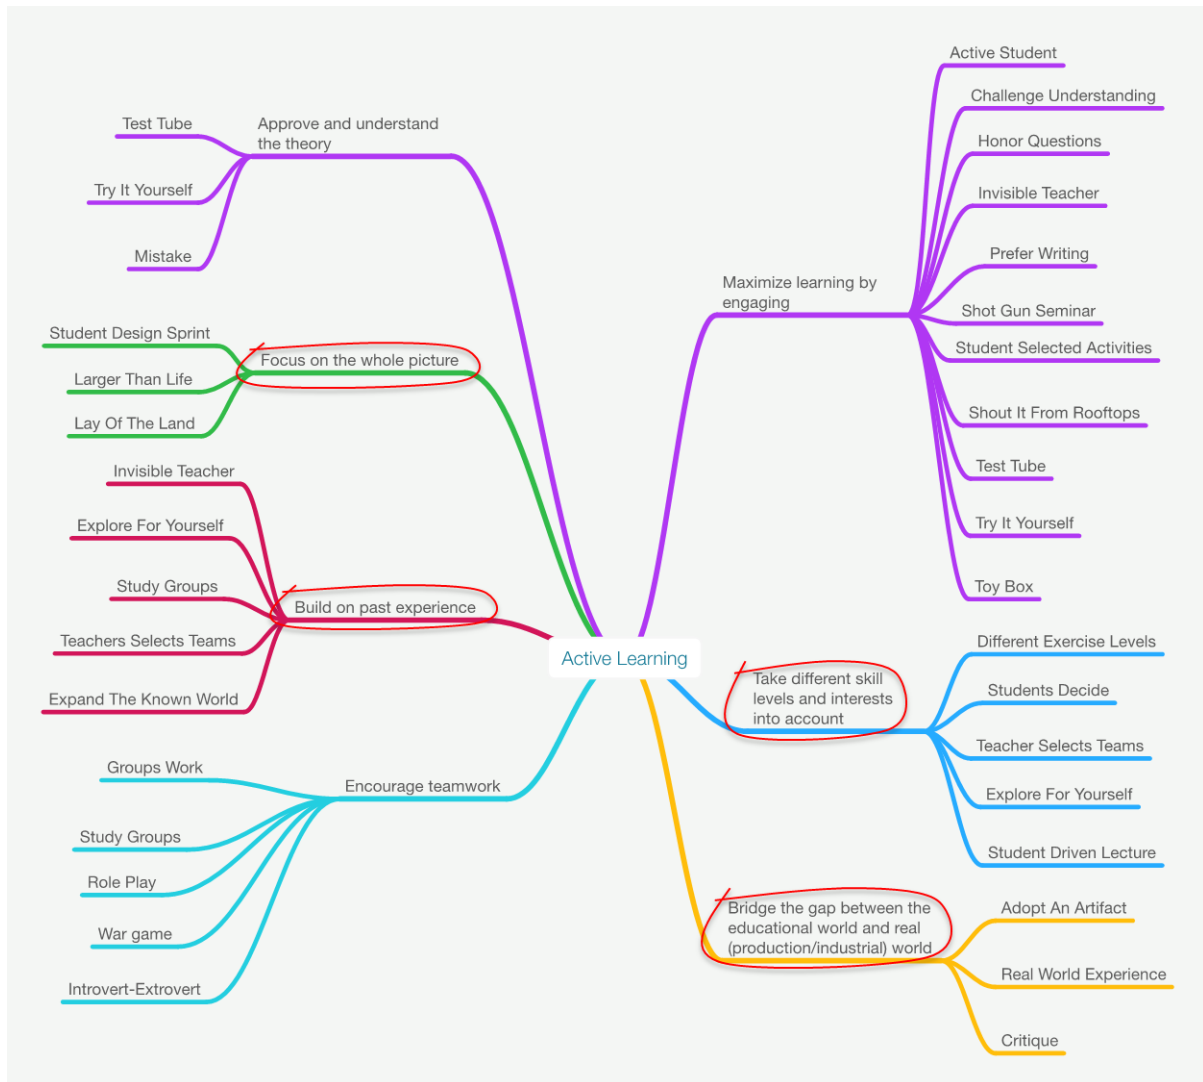 Active Learning
Approve and understand
the theory
Test Tube
Try It Yourself
Mistake
Focus on the whole picture
Student Design Sprint
Larger Than Life
Lay Of The Land
Build on past experience
Invisible Teacher
Explore For Yourself
Study Groups
Teachers Selects Teams
Expand The Known World
Encourage teamwork
Groups Work
Study Groups
Role Play
War game
Introvert-Extrovert
Maximize learning by
engaging
Active Student
Challenge Understanding
Honor Questions
Invisible Teacher
Prefer Writing
Shot Gun Seminar
Student Selected Activities
Shout It From Rooftops
Test Tube
Try It Yourself
Toy Box
Take different skill
levels and interests
into account
Different Exercise Levels
Students Decide
Teacher Selects Teams
Explore For Yourself
Student Driven Lecture
Bridge the gap between the
educational world and real
(production/industrial) world
Adopt An Artifact
Real World Experience
Critique